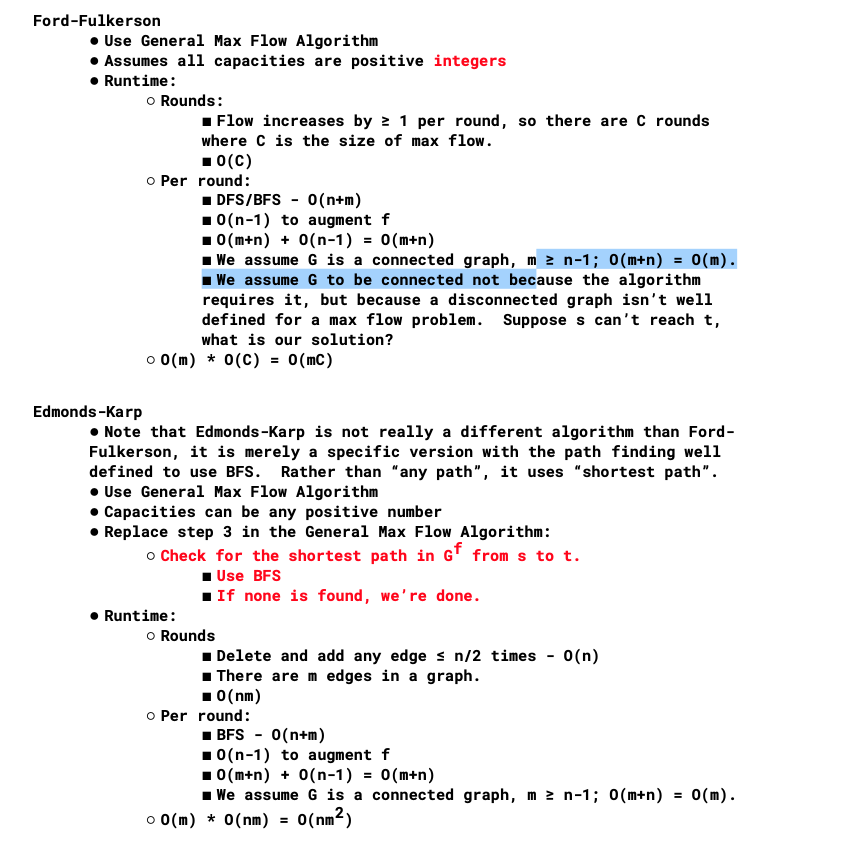 Ford-Fulkerson
● Use General Max Flow Algorithm
● Assumes all capacities are positive integers
● Runtime:
○ Rounds:
■ Flow increases by ≥ 1 per round, so there are C rounds
where C is the size of max flow.
■ O(C)
○ Per round:
■ DFS/BFS - O(n+m)
■ O(n-1) to augment f
■ O(m+n) + O(n-1) = O(m+n)
■ We assume G is a connected graph, m ≥ n-1; O(m+n) = O(m).
■ We assume G to be connected not because the algorithm
requires it, but because a disconnected graph isn’t well
defined for a max flow problem.  Suppose s can’t reach t,
what is our solution?
○ O(m) * O(C) = O(mC)
Edmonds-Karp
● Note that Edmonds-Karp is not really a different algorithm than Ford-
Fulkerson, it is merely a specific version with the path finding well
defined to use BFS.  Rather than “any path”, it uses “shortest path”.
● Use General Max Flow Algorithm
● Capacities can be any positive number
● Replace step 3 in the General Max Flow Algorithm:
○ Check for the shortest path in G^f from s to t.
■ Use BFS
■ If none is found, we’re done.
● Runtime:
○ Rounds
■ Delete and add any edge ≤ n/2 times - O(n)
■ There are m edges in a graph.
■ O(nm)
○ Per round:
■ BFS - O(n+m)
■ O(n-1) to augment f
■ O(m+n) + O(n-1) = O(m+n)
■ We assume G is a connected graph, m ≥ n-1; O(m+n) = O(m).
○ O(m) * O(nm) = O(nm²)